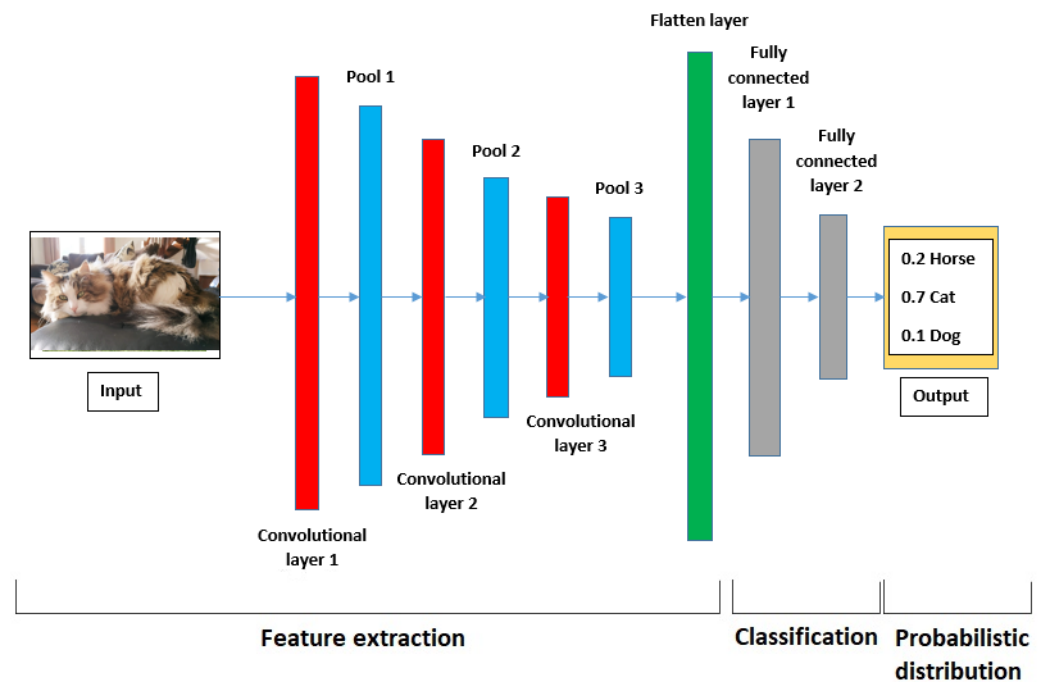 Flatten layer
Pool 1
Fully
connected
layer 1
Pool 2
Fully
connected
layer 2
Pool 3
0.2 Horse
0.7 Cat
0.1 Dog
Input
Output
Convolutional
layer 3
Convolutional
layer 2
Convolutional
layer 1
Feature extraction
Classification
Probabilistic
distribution